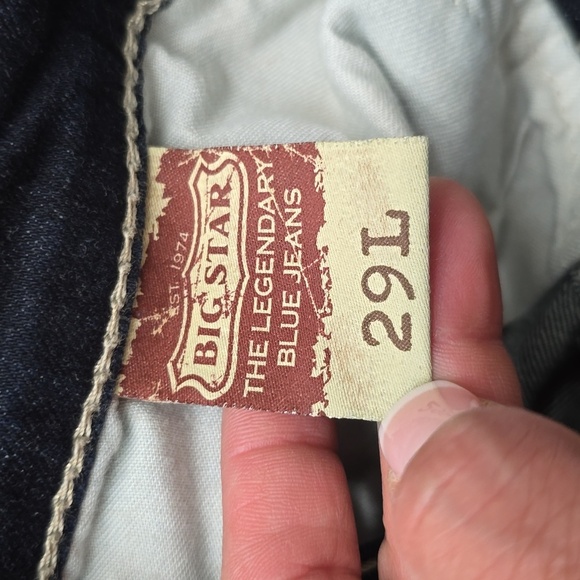 EST. 1974
BIG STAR
THE LEGENDARY
BLUE JEANS
29L